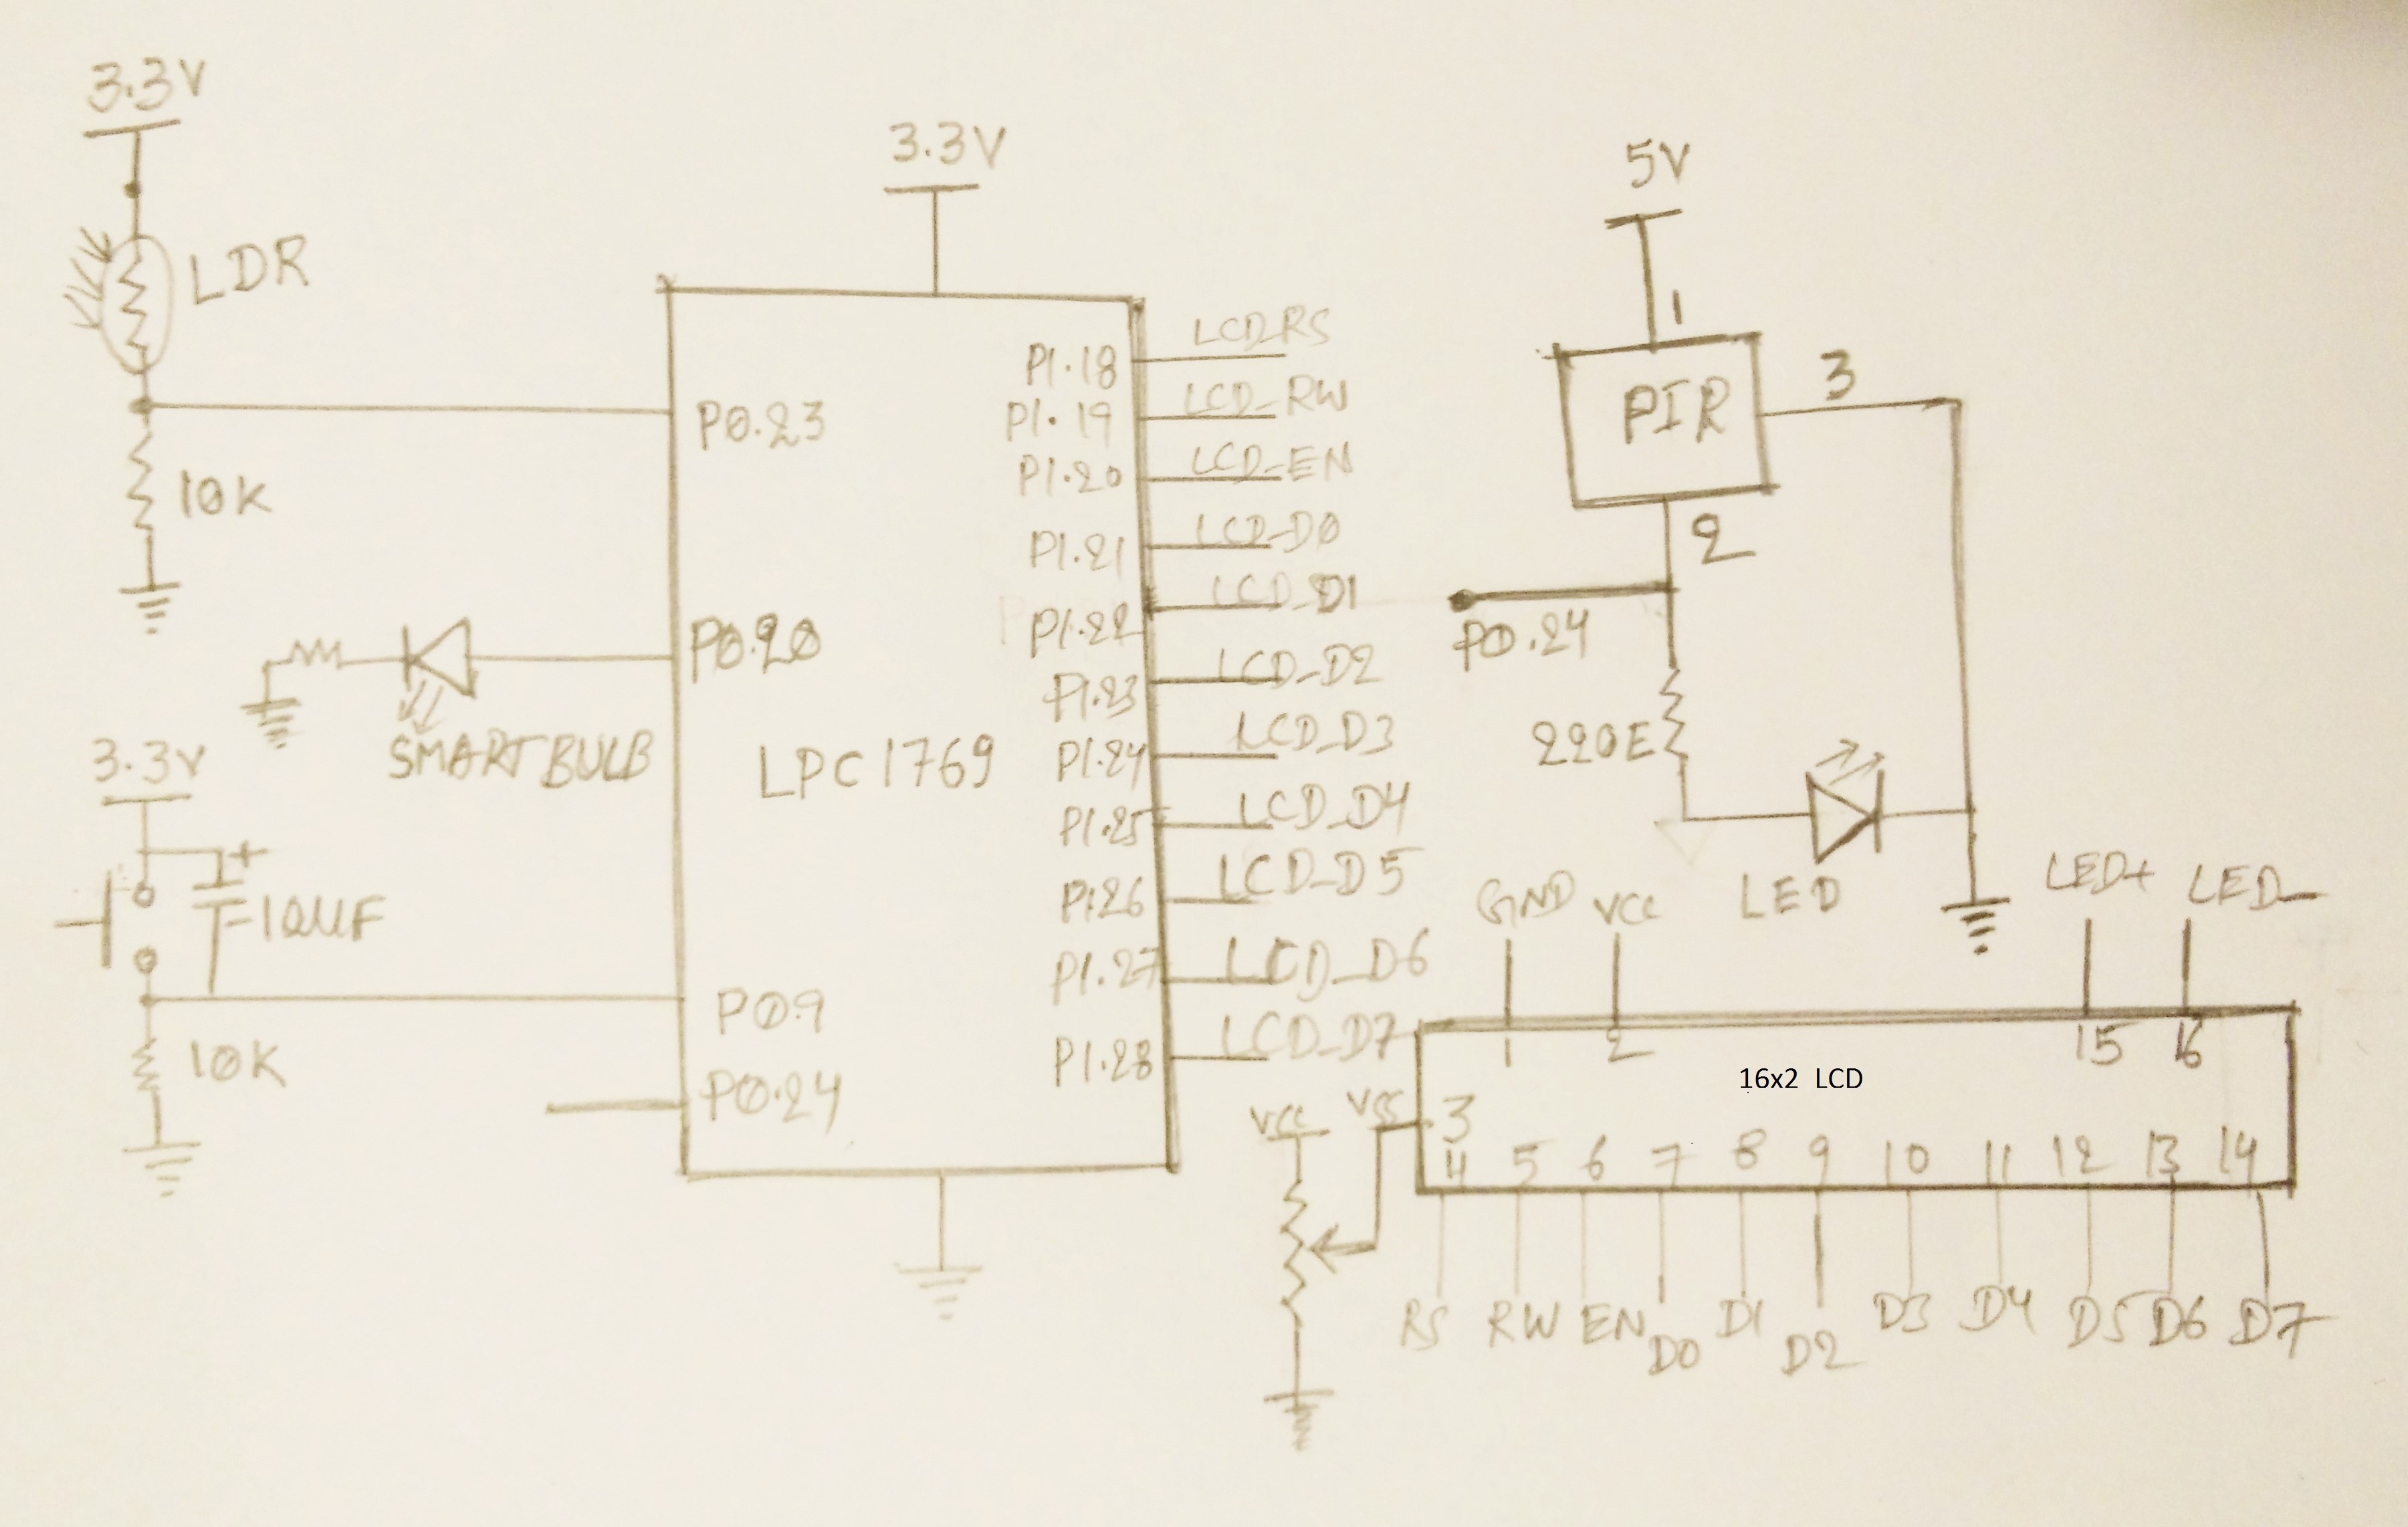 3.3V
LDR
10K
3.3V
P0.23
P0.20
SMART BULB
LPC1769
3.3V
+
10UF
P0.9
10K
P0.24
P1.18
LCD_RS
P1.19
LCD_RW
P1.20
LCD_EN
P1.21
LCD_D0
P1.22
LCD_D1
P1.23
LCD_D2
P1.24
LCD_D3
P1.25
LCD_D4
P1.26
LCD_D5
P1.27
LCD_D6
P1.28
LCD_D7
5V
1
PIR
3
2
P0.24
220E
LED
GND VCC LED+ LED-
1 2 15 16
16x2 LCD
VCC
VSS
3
4 5 6 7 8 9 10 11 12 13 14
RS RW EN D0 D1 D2 D3 D4 D5 D6 D7